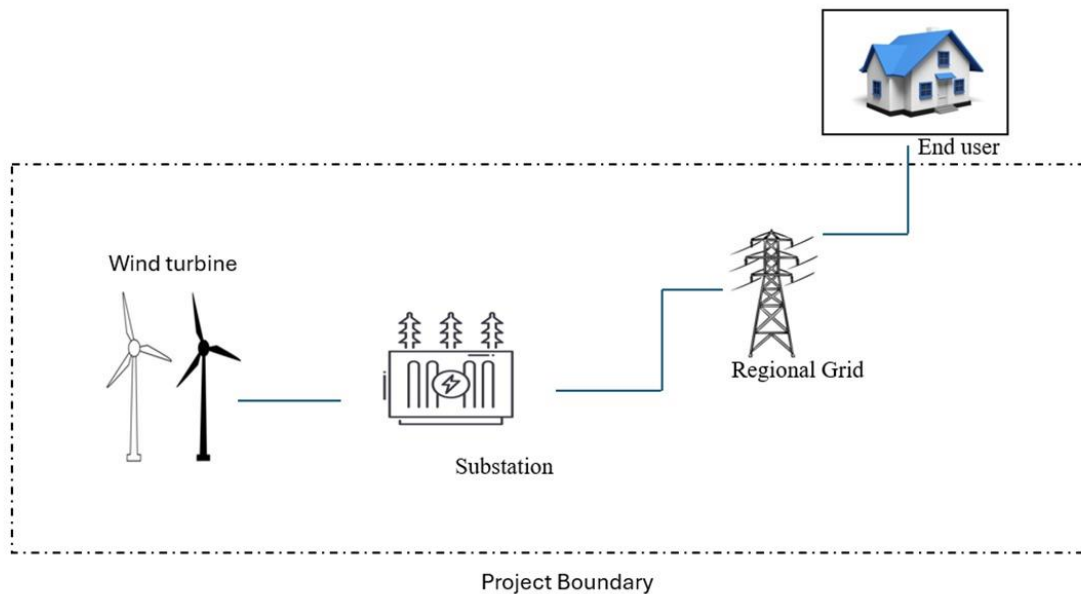 End user
Wind turbine
Regional Grid
Substation
Project Boundary